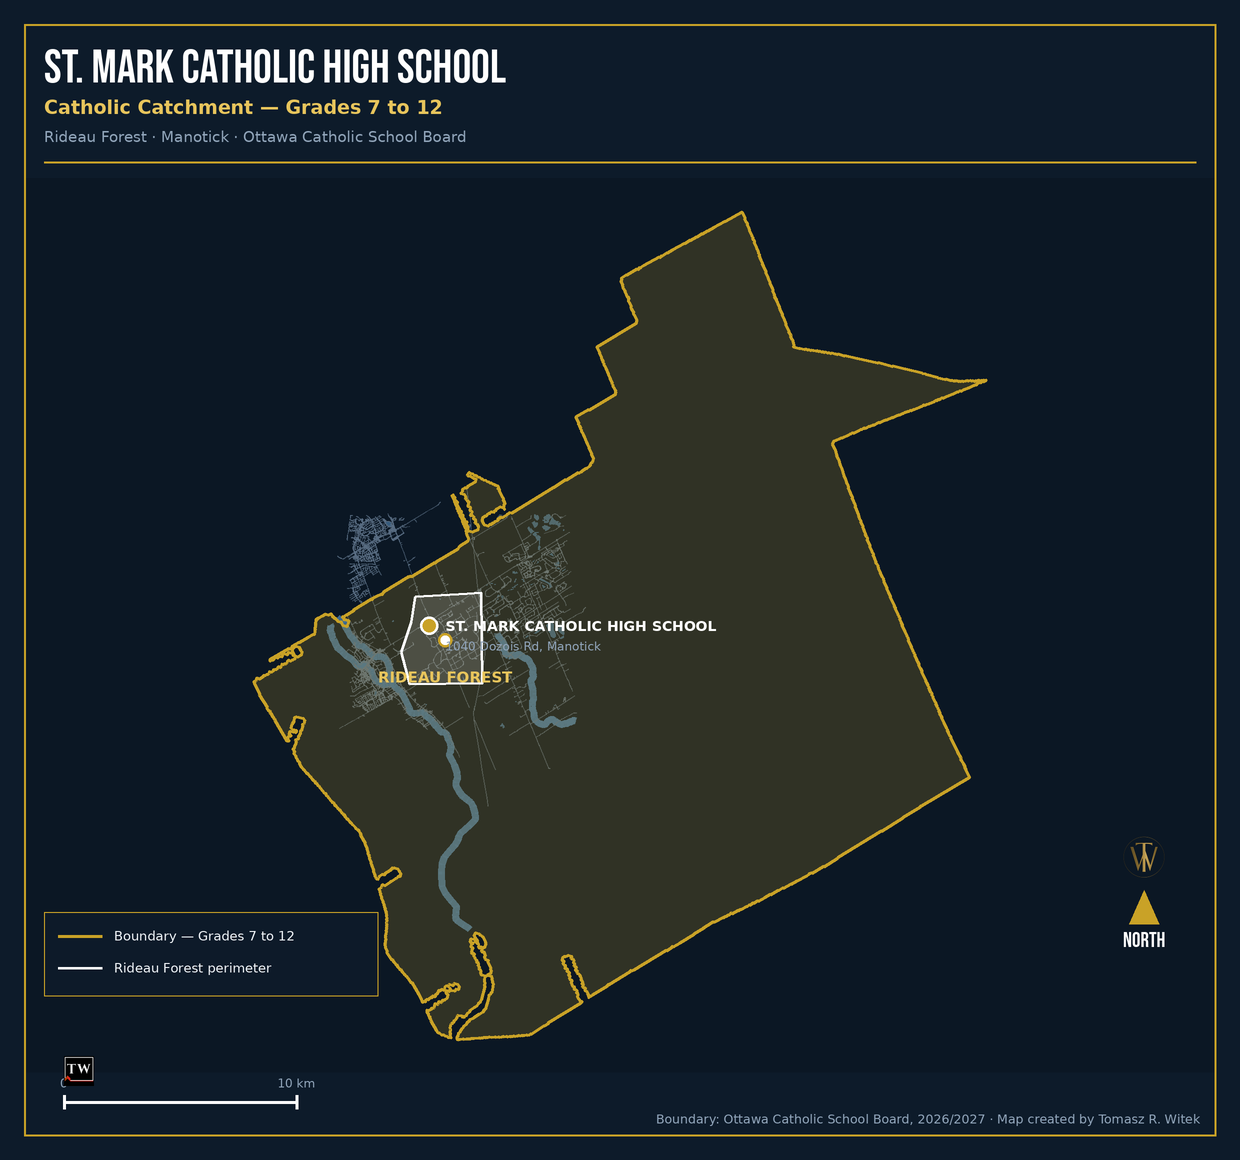 ST. MARK CATHOLIC HIGH SCHOOL
Catholic Catchment — Grades 7 to 12
Rideau Forest · Manotick · Ottawa Catholic School Board
ST. MARK CATHOLIC HIGH SCHOOL
1040 Dozois Rd, Manotick
RIDEAU FOREST
TW
NORTH
Boundary — Grades 7 to 12
Rideau Forest perimeter
TW
0 10 km
Boundary: Ottawa Catholic School Board, 2026/2027 · Map created by Tomasz R. Witek